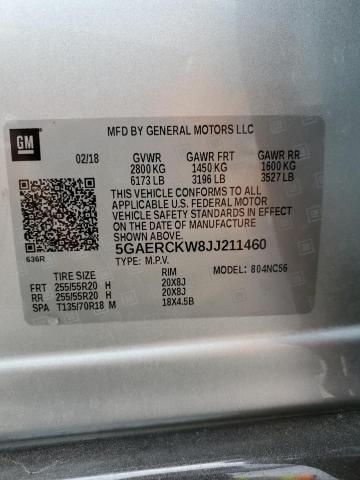 MFD BY GENERAL MOTORS LLC
GM
02/18 GVWR GAWR FRT GAWR RR
2800KG 1450 KG 1600 KG
6173 LB 3196 LB 3527 LB
THIS VEHICLE CONFORMS TO ALL
APPLICABLE U.S. FEDERAL MOTOR
VEHICLE SAFETY STANDARDS IN
EFFECT ON THE DATE OF
MANUFACTURE SHOWN ABOVE.
5GAERCKW8JJ211460
636R TYPE: M.P.V. MODEL: 804NC56
TIRE SIZE RIM
FRT 255/55R20 H 20X8J
RR 255/55R20 H 20X8J
SPA T135/70R18 M 18X4.5B